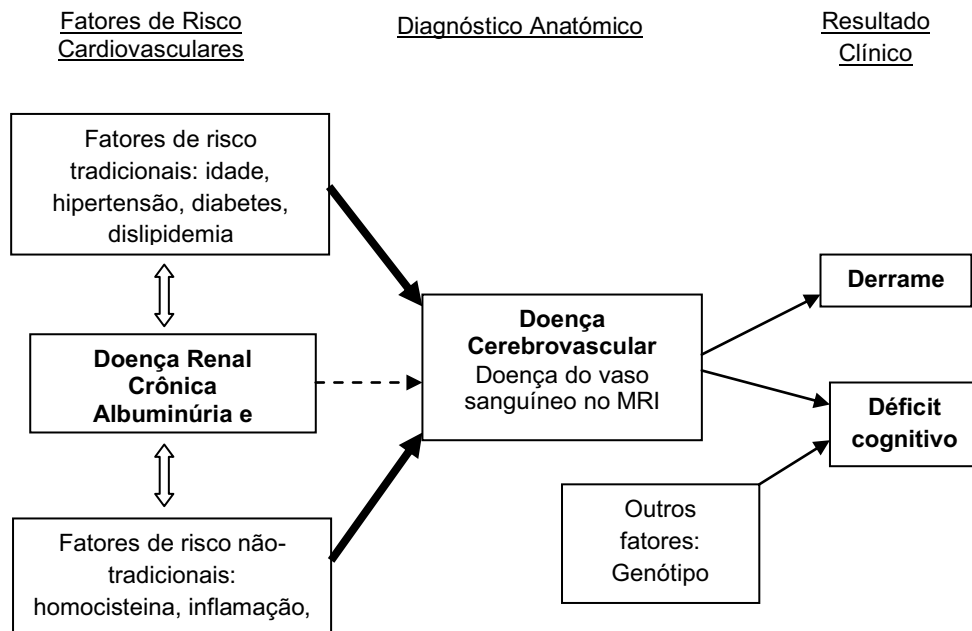 Fatores de Risco
Cardiovasculares
Diagnóstico Anatómico
Resultado
Clínico
Fatores de risco
tradicionais: idade,
hipertensão, diabetes,
dislipidemia
Doença Renal
Crônica
Albuminúria e
Fatores de risco não-
tradicionais:
homocisteina, inflamação,
Doença
Cerebrovascular
Doença do vaso
sanguíneo no MRI
Outros
fatores:
Genótipo
Derrame
Déficit
cognitivo